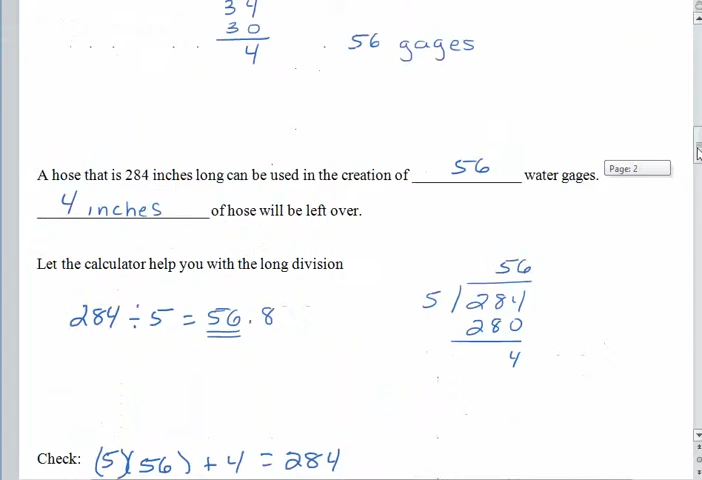 34
30
4
56 gages
A hose that is 284 inches long can be used in the creation of 56 water gages.
Page: 2
4 inches of hose will be left over.
Let the calculator help you with the long division
284 ÷ 5 = 56.8
56
5 /284
280
4
Check: (5)(56) + 4 = 284